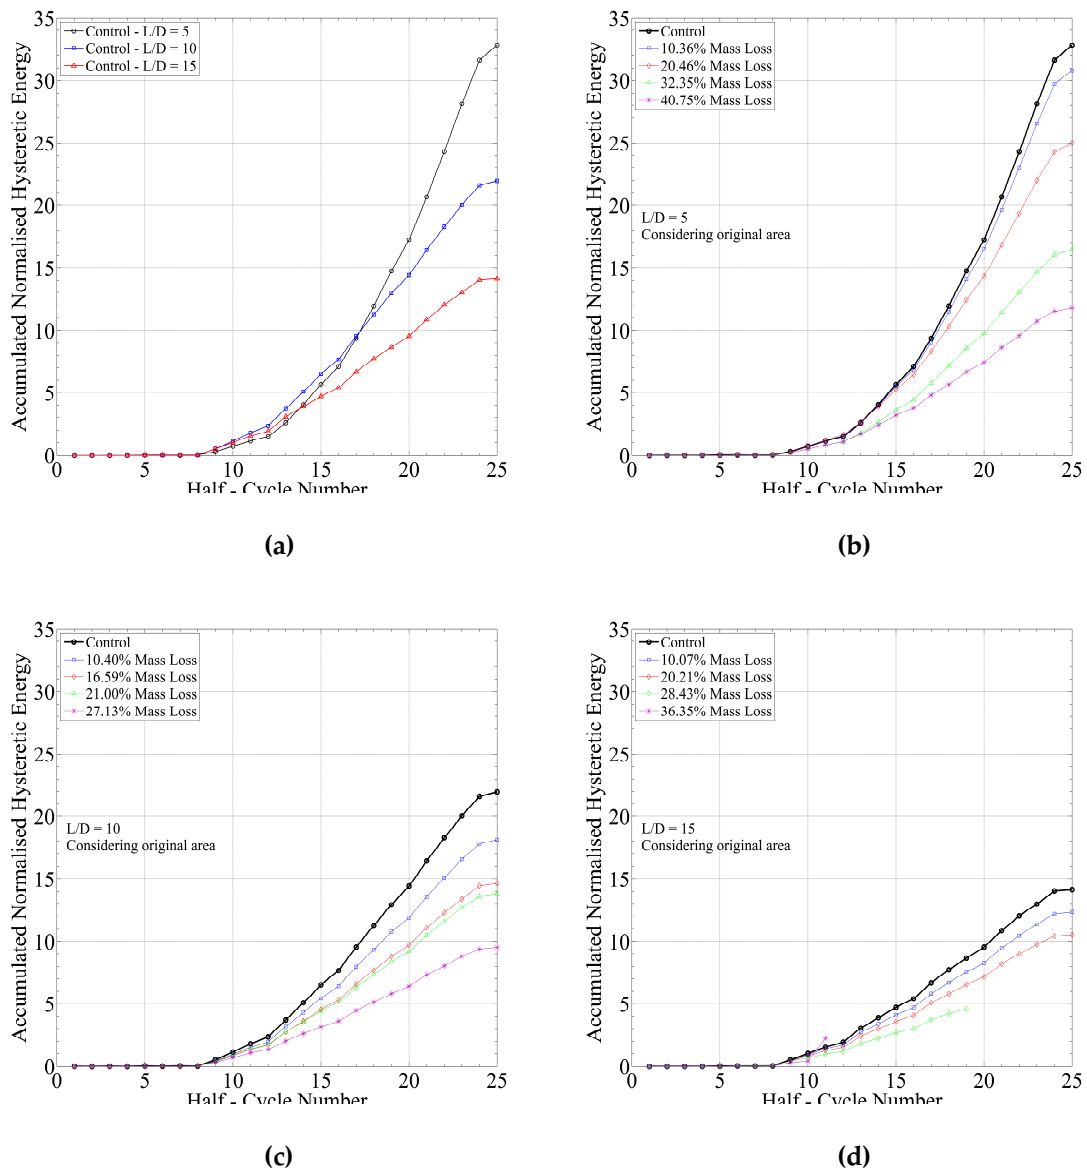 Accumulated Normalised Hysteretic Energy
35
30
25
20
15
10
5
0
Control - L/D = 5
Control - L/D = 10
Control - L/D = 15
0 5 10 15 20 25
Half - Cycle Number
(a)
Accumulated Normalised Hysteretic Energy
35
30
25
20
15
10
5
0
Control
10.36% Mass Loss
20.46% Mass Loss
32.35% Mass Loss
40.75% Mass Loss
L/D = 5
Considering original area
0 5 10 15 20 25
Half - Cycle Number
(b)
Accumulated Normalised Hysteretic Energy
35
30
25
20
15
10
5
0
Control
10.40% Mass Loss
16.59% Mass Loss
21.00% Mass Loss
27.13% Mass Loss
L/D = 10
Considering original area
0 5 10 15 20 25
Half - Cycle Number
(c)
Accumulated Normalised Hysteretic Energy
35
30
25
20
15
10
5
0
Control
10.07% Mass Loss
20.21% Mass Loss
28.43% Mass Loss
36.35% Mass Loss
L/D = 15
Considering original area
0 5 10 15 20 25
Half - Cycle Number
(d)